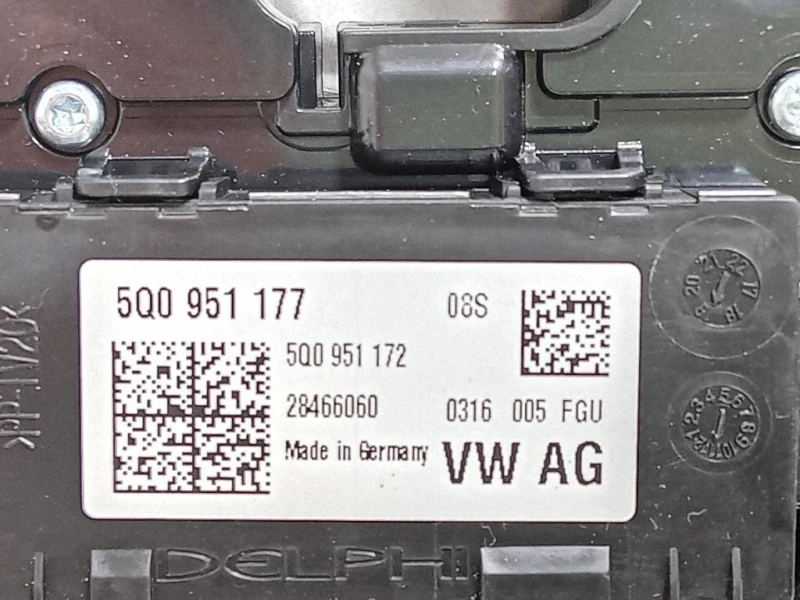 5Q0 951 177 08S
5Q0 951 172
28466060 0316 005 FGU
Made in Germany VW AG
DELPHI